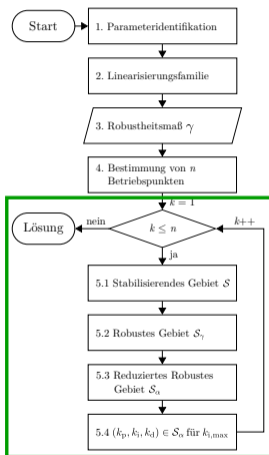 Start
1. Parameteridentifikation
2. Linearisierungsfamilie
3. Robustheitsmaß γ
4. Bestimmung von n
Betriebspunkten
k = 1
Lösung
nein
k ≤ n
k++
ja
5.1 Stabilisierendes Gebiet S
5.2 Robustes Gebiet Sγ
5.3 Reduziertes Robustes
Gebiet Sα
5.4 (kp, ki, kd) ∈ Sα für ki,max